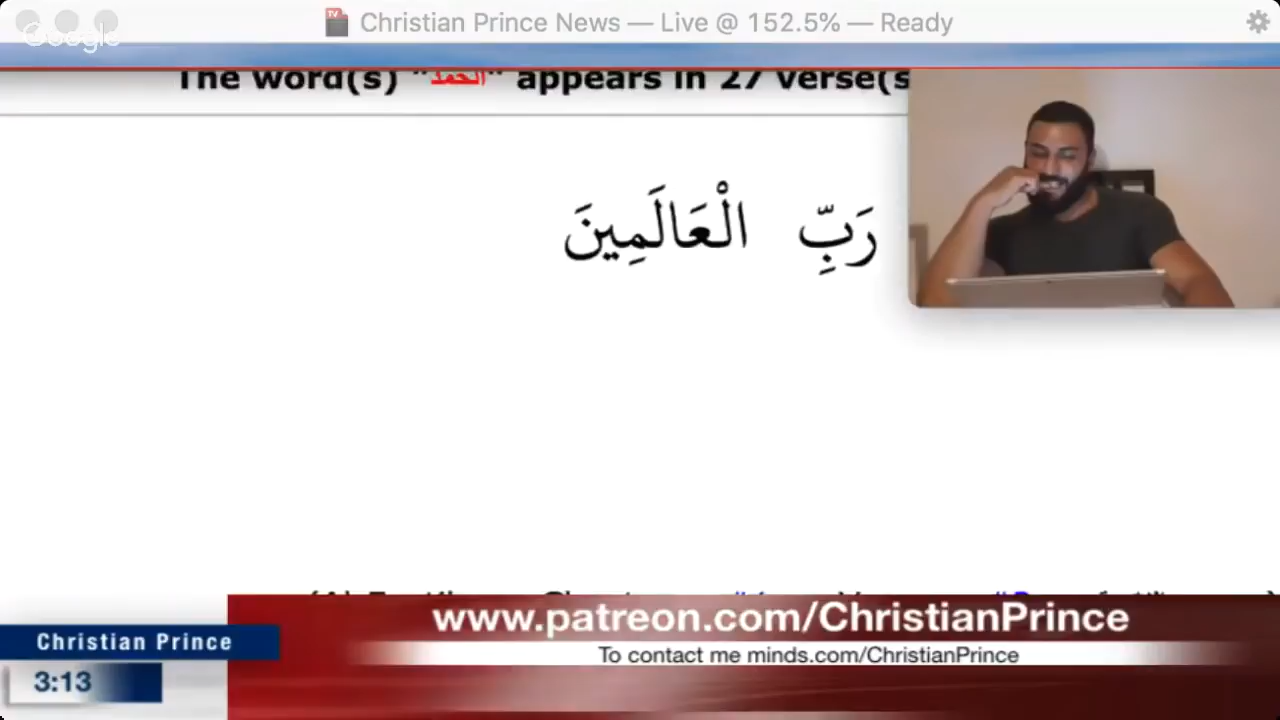 Christian Prince News — Live @ 152.5% — Ready
Google
The word(s) "الحمد" appears in 27 verse(s
رَبِّ الْعَالَمِينَ
www.patreon.com/ChristianPrince
To contact me minds.com/ChristianPrince
Christian Prince
3:13